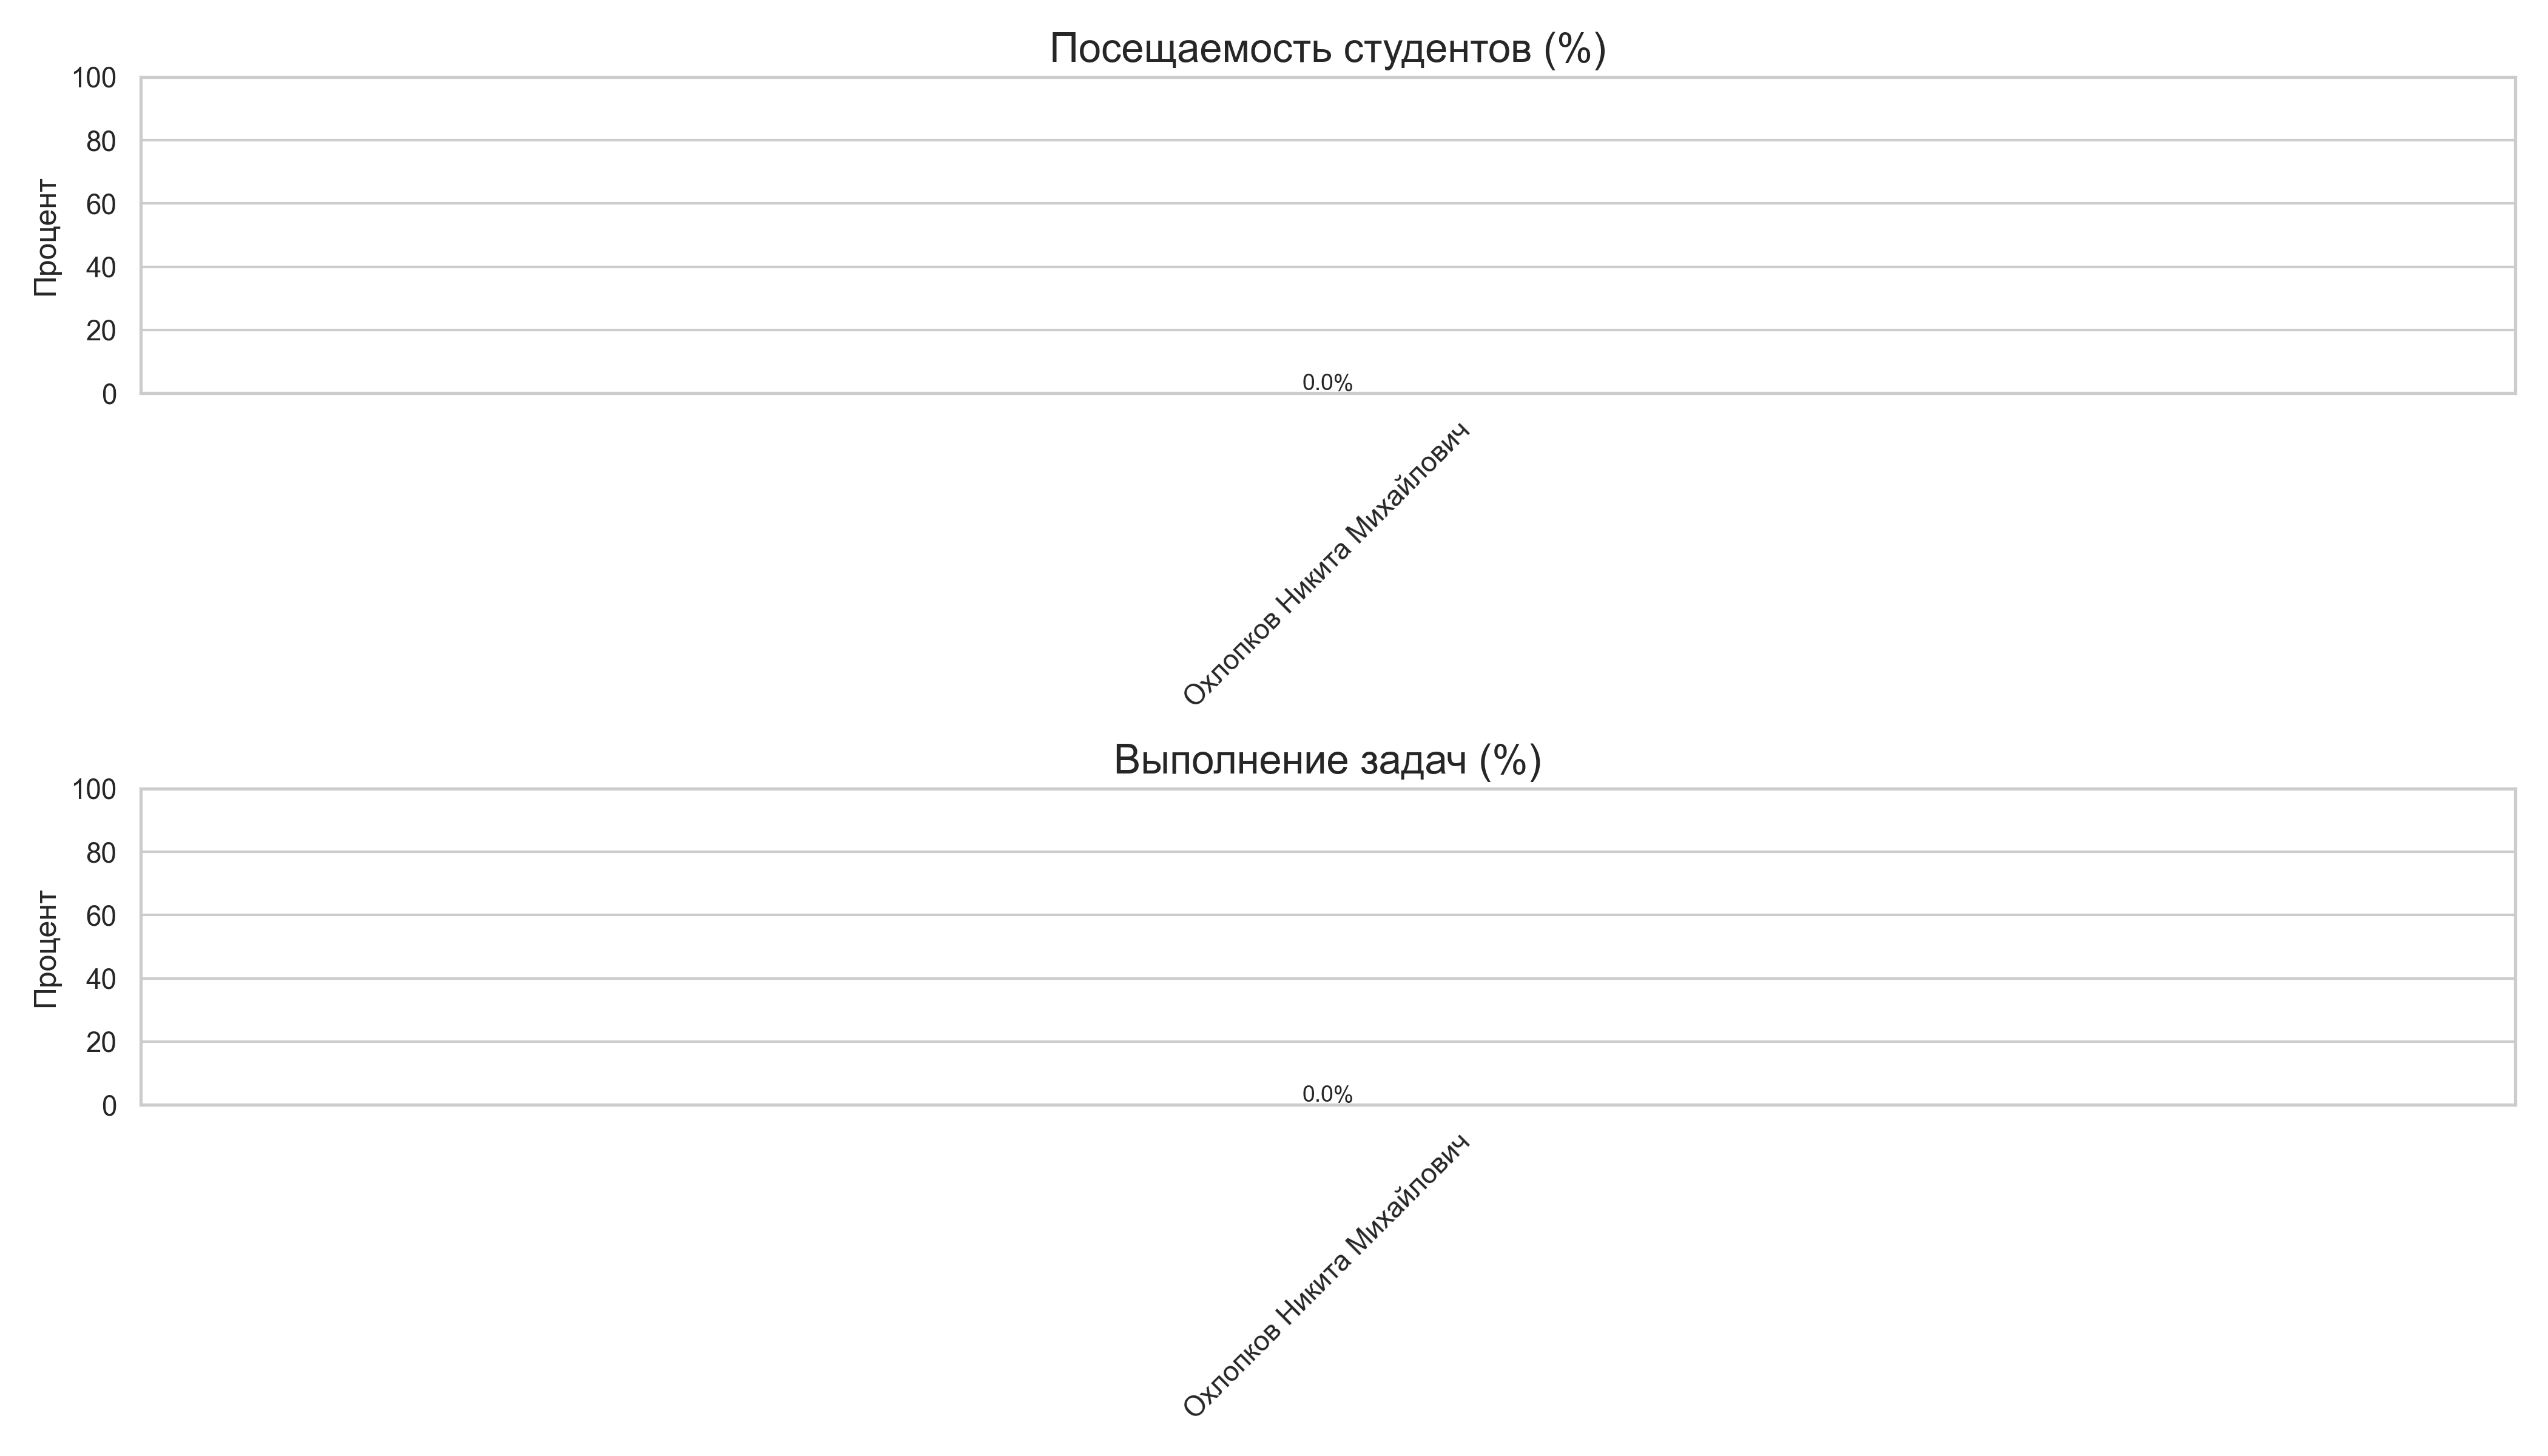 Посещаемость студентов (%)
100
80
60
40
20
0
Процент
0.0%
Охлопков Никита Михайлович
Выполнение задач (%)
100
80
60
40
20
0
Процент
0.0%
Охлопков Никита Михайлович